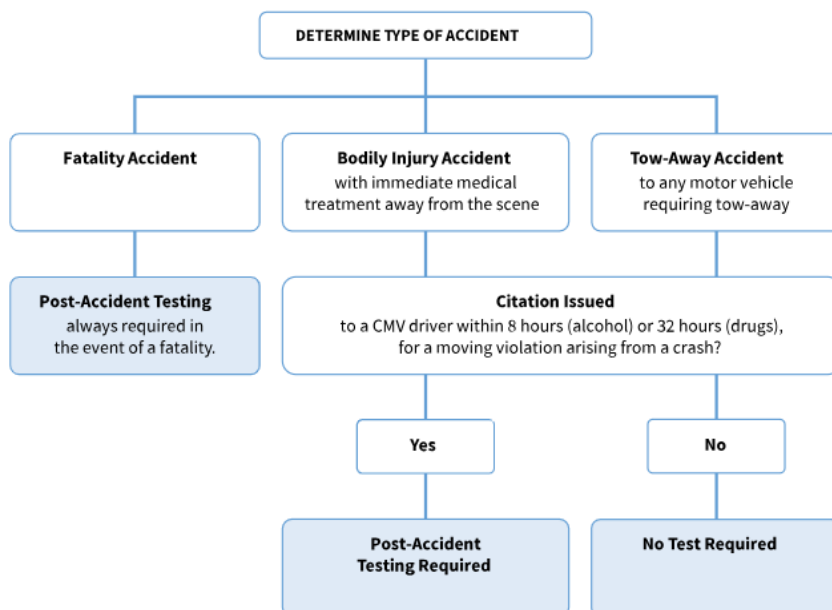 DETERMINE TYPE OF ACCIDENT
Fatality Accident
Bodily Injury Accident
with immediate medical
treatment away from the scene
Tow-Away Accident
to any motor vehicle
requiring tow-away
Post-Accident Testing
always required in
the event of a fatality.
Citation Issued
to a CMV driver within 8 hours (alcohol) or 32 hours (drugs),
for a moving violation arising from a crash?
Yes
No
Post-Accident
Testing Required
No Test Required